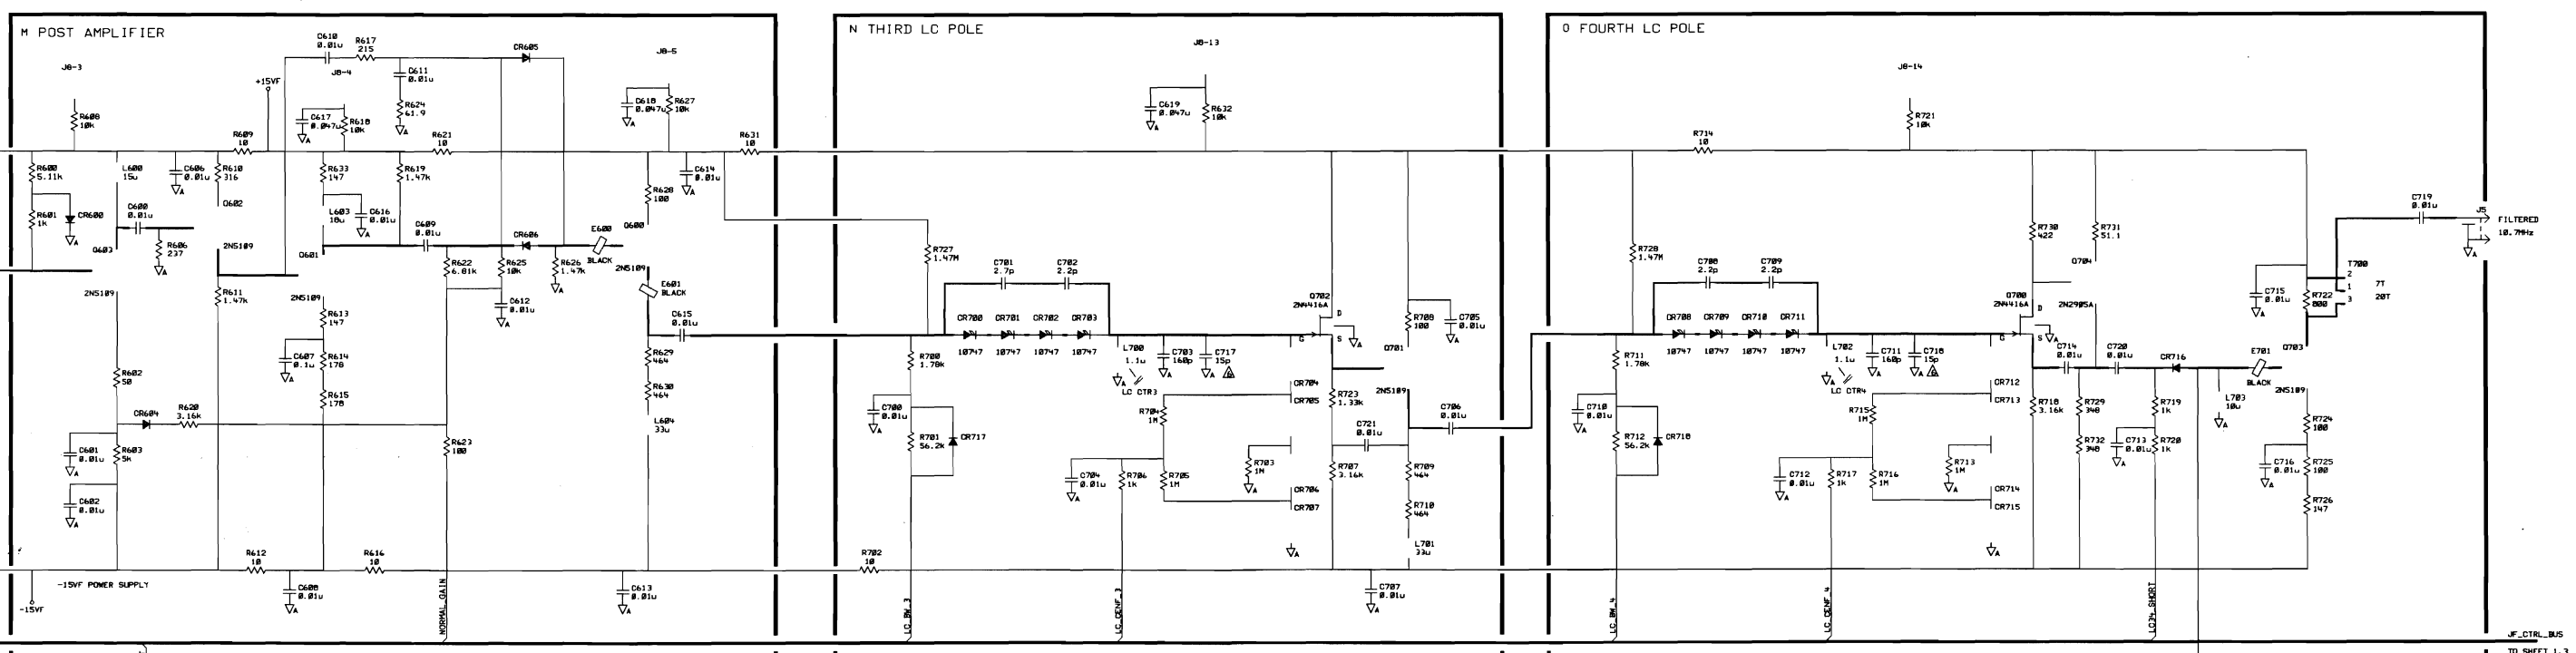 M POST AMPLIFIER
J8-3
R608
10k
+15VF
C610
0.01u
R617
215
J8-4
C611
0.01u
R624
61.9
CR605
J8-5
C617
0.047u
R618
10k
C618
0.047u
R627
10k
R609
10
R621
10
R631
10
R600
5.11k
R601
1k
CR600
L600
15u
C600
0.01u
C606
0.01u
R610
316
Q602
Q603
R606
237
2N5109
R633
147
L603
18u
C616
0.01u
R619
1.47k
C609
0.01u
Q601
CR606
R622
6.81k
R625
10k
R626
1.47k
E600
BLACK
Q600
R628
100
C614
0.01u
2N5109
E601
BLACK
2N5109
R611
1.47k
2N5109
R613
147
C612
0.01u
C615
0.01u
C607
0.1u
R614
178
R615
178
R602
50
CR604
R620
3.16k
R629
464
R630
464
L604
33u
C601
0.01u
R603
5k
R623
100
C602
0.01u
R612
10
R616
10
-15VF POWER SUPPLY
-15VF
C608
0.01u
C613
0.01u
NORMAL_GAIN
N THIRD LC POLE
J8-13
C619
0.047u
R632
10k
R727
1.47M
C701
2.7p
C702
2.2p
CR700
CR701
CR702
CR703
10747
10747
10747
10747
Q702
2N4416A
D
G
S
R708
100
C705
0.01u
Q701
R700
1.78k
L700
1.1u
C703
160p
C717
15p
LC CTR3
CR704
CR705
R723
1.33k
2N5109
C706
0.01u
C700
0.01u
R701
56.2k
CR717
R704
1M
C721
0.01u
C704
0.01u
R706
1k
R705
1M
R703
1M
R707
3.16k
R709
464
CR706
CR707
R710
464
L701
33u
R702
10
C707
0.01u
LC_BW_3
LC_CENF_3
O FOURTH LC POLE
J8-14
R721
10k
R714
10
R728
1.47M
C708
2.2p
C709
2.2p
CR708
CR709
CR710
CR711
10747
10747
10747
10747
R730
422
R731
51.1
Q704
Q700
2N4416A
2N2905A
D
G
S
C719
0.01u
J5
FILTERED
10.7MHz
T700
2
1
3
7T
20T
C715
0.01u
R722
800
Q703
R711
1.78k
L702
1.1u
C711
160p
C718
15p
LC CTR4
C714
0.01u
C720
0.01u
CR716
E701
BLACK
2N5109
C710
0.01u
R712
56.2k
CR718
R715
1M
CR712
CR713
R718
3.16k
R729
348
R719
1k
L703
10u
R724
100
R732
348
C713
0.01u
R720
1k
C712
0.01u
R717
1k
R716
1M
R713
1M
C716
0.01u
R725
100
CR714
CR715
R726
147
LC_BW_4
LC_CENF_4
LC34_SHORT
JF_CTRL_BUS
TO SHEET 1,3